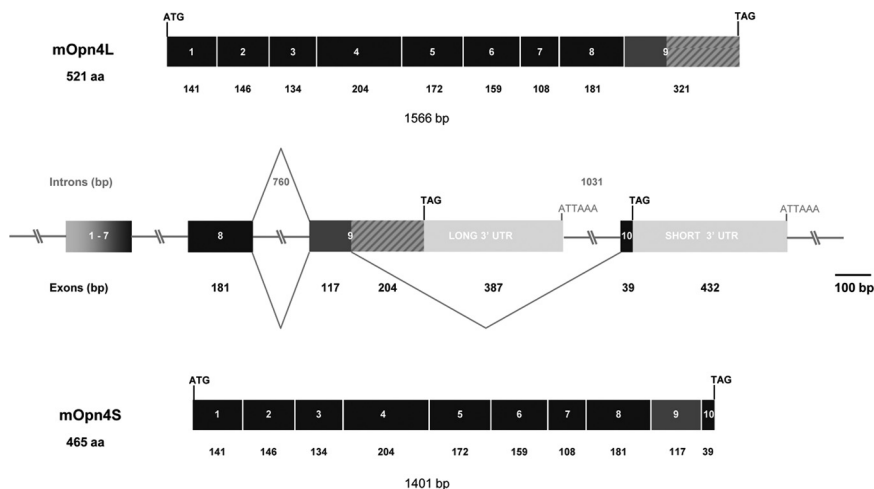 ATG TAG
mOpn4L 1 2 3 4 5 6 7 8 9
521 aa
141 146 134 204 172 159 108 181 321
1566 bp
Introns (bp) 760 1031
TAG ATTAAA TAG ATTAAA
1 - 7 8 9 LONG 3' UTR 10 SHORT 3' UTR
Exons (bp) 181 117 204 387 39 432 100 bp
ATG TAG
mOpn4S 1 2 3 4 5 6 7 8 9 10
465 aa
141 146 134 204 172 159 108 181 117 39
1401 bp